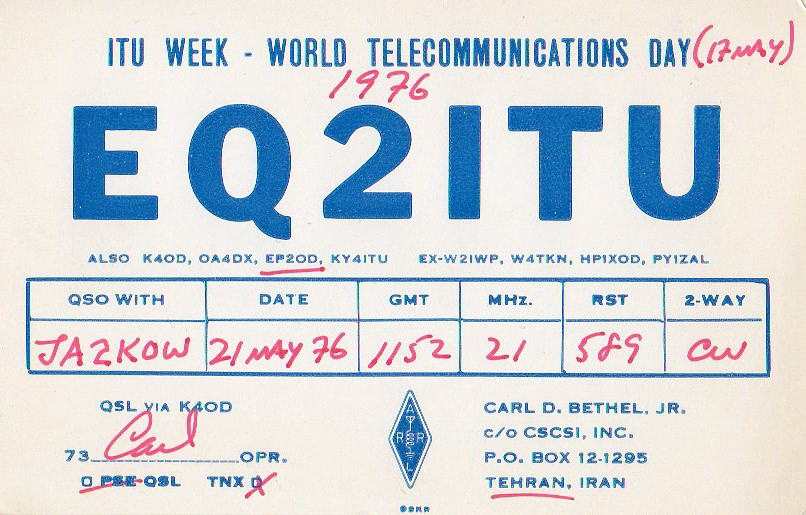 ITU WEEK - WORLD TELECOMMUNICATIONS DAY (17 MAY)
1976
EQ2ITU
ALSO K4OD, OA4DX, EP2OD, KY4ITU EX-W2IWP, W4TKN, HP1XOD, PY1ZAL
QSO WITH DATE GMT MHz. RST 2-WAY
JA2KOW 21 MAY 76 1152 21 589 CW
QSL VIA K4OD
Carl
73 OPR.
PSE QSL TNX
ARRL
CARL D. BETHEL, JR.
c/o CSCSI, INC.
P.O. BOX 12-1295
TEHRAN, IRAN